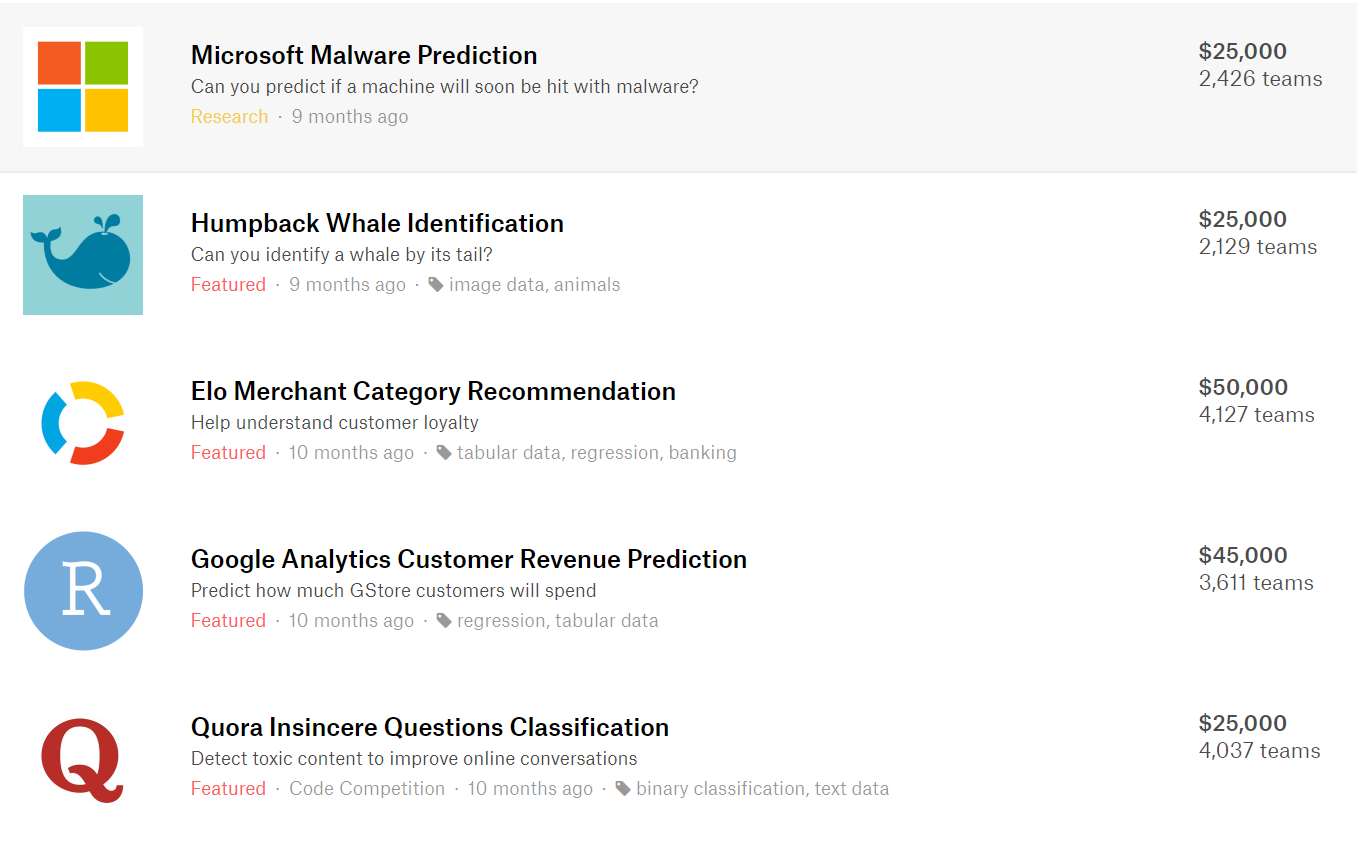 Microsoft Malware Prediction
Can you predict if a machine will soon be hit with malware?
Research · 9 months ago
$25,000
2,426 teams
Humpback Whale Identification
Can you identify a whale by its tail?
Featured · 9 months ago · image data, animals
$25,000
2,129 teams
Elo Merchant Category Recommendation
Help understand customer loyalty
Featured · 10 months ago · tabular data, regression, banking
$50,000
4,127 teams
R
Google Analytics Customer Revenue Prediction
Predict how much GStore customers will spend
Featured · 10 months ago · regression, tabular data
$45,000
3,611 teams
Q
Quora Insincere Questions Classification
Detect toxic content to improve online conversations
Featured · Code Competition · 10 months ago · binary classification, text data
$25,000
4,037 teams